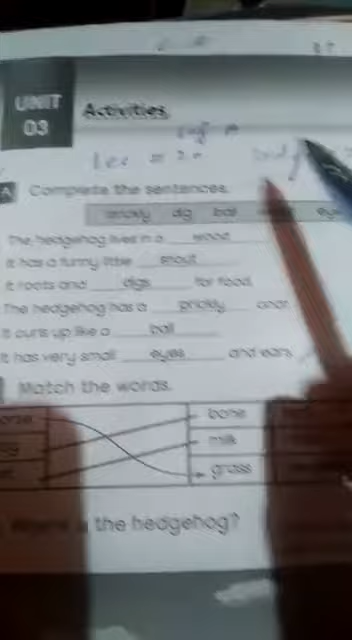 UNIT 03
Activities
A Complete the sentences.
prickly dig ball eyes
The hedgehog lives in a wood
It has a funny little snout
It roots and digs for food.
The hedgehog has a prickly coat.
It curls up like a ball
It has very small eyes and ears.
Match the words.
bone
milk
grass
is the hedgehog?